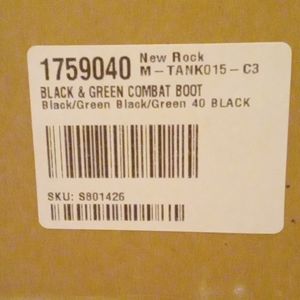 1759040 New Rock
M-TANK015-C3
BLACK & GREEN COMBAT BOOT
Black/Green Black/Green 40 BLACK
SKU: S801426